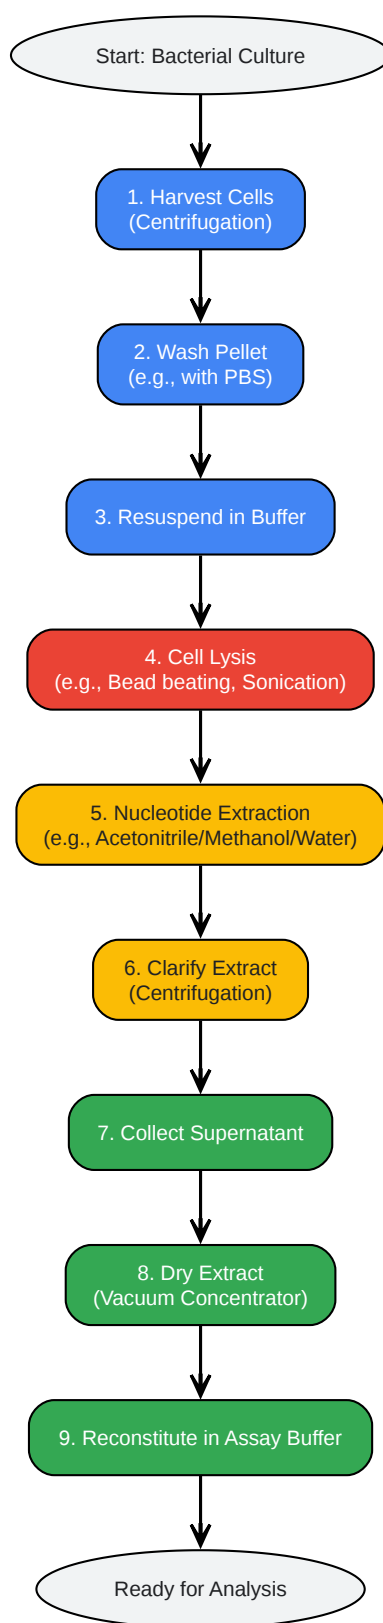 Start: Bacterial Culture
1. Harvest Cells
(Centrifugation)
2. Wash Pellet
(e.g., with PBS)
3. Resuspend in Buffer
4. Cell Lysis
(e.g., Bead beating, Sonication)
5. Nucleotide Extraction
(e.g., Acetonitrile/Methanol/Water)
6. Clarify Extract
(Centrifugation)
7. Collect Supernatant
8. Dry Extract
(Vacuum Concentrator)
9. Reconstitute in Assay Buffer
Ready for Analysis